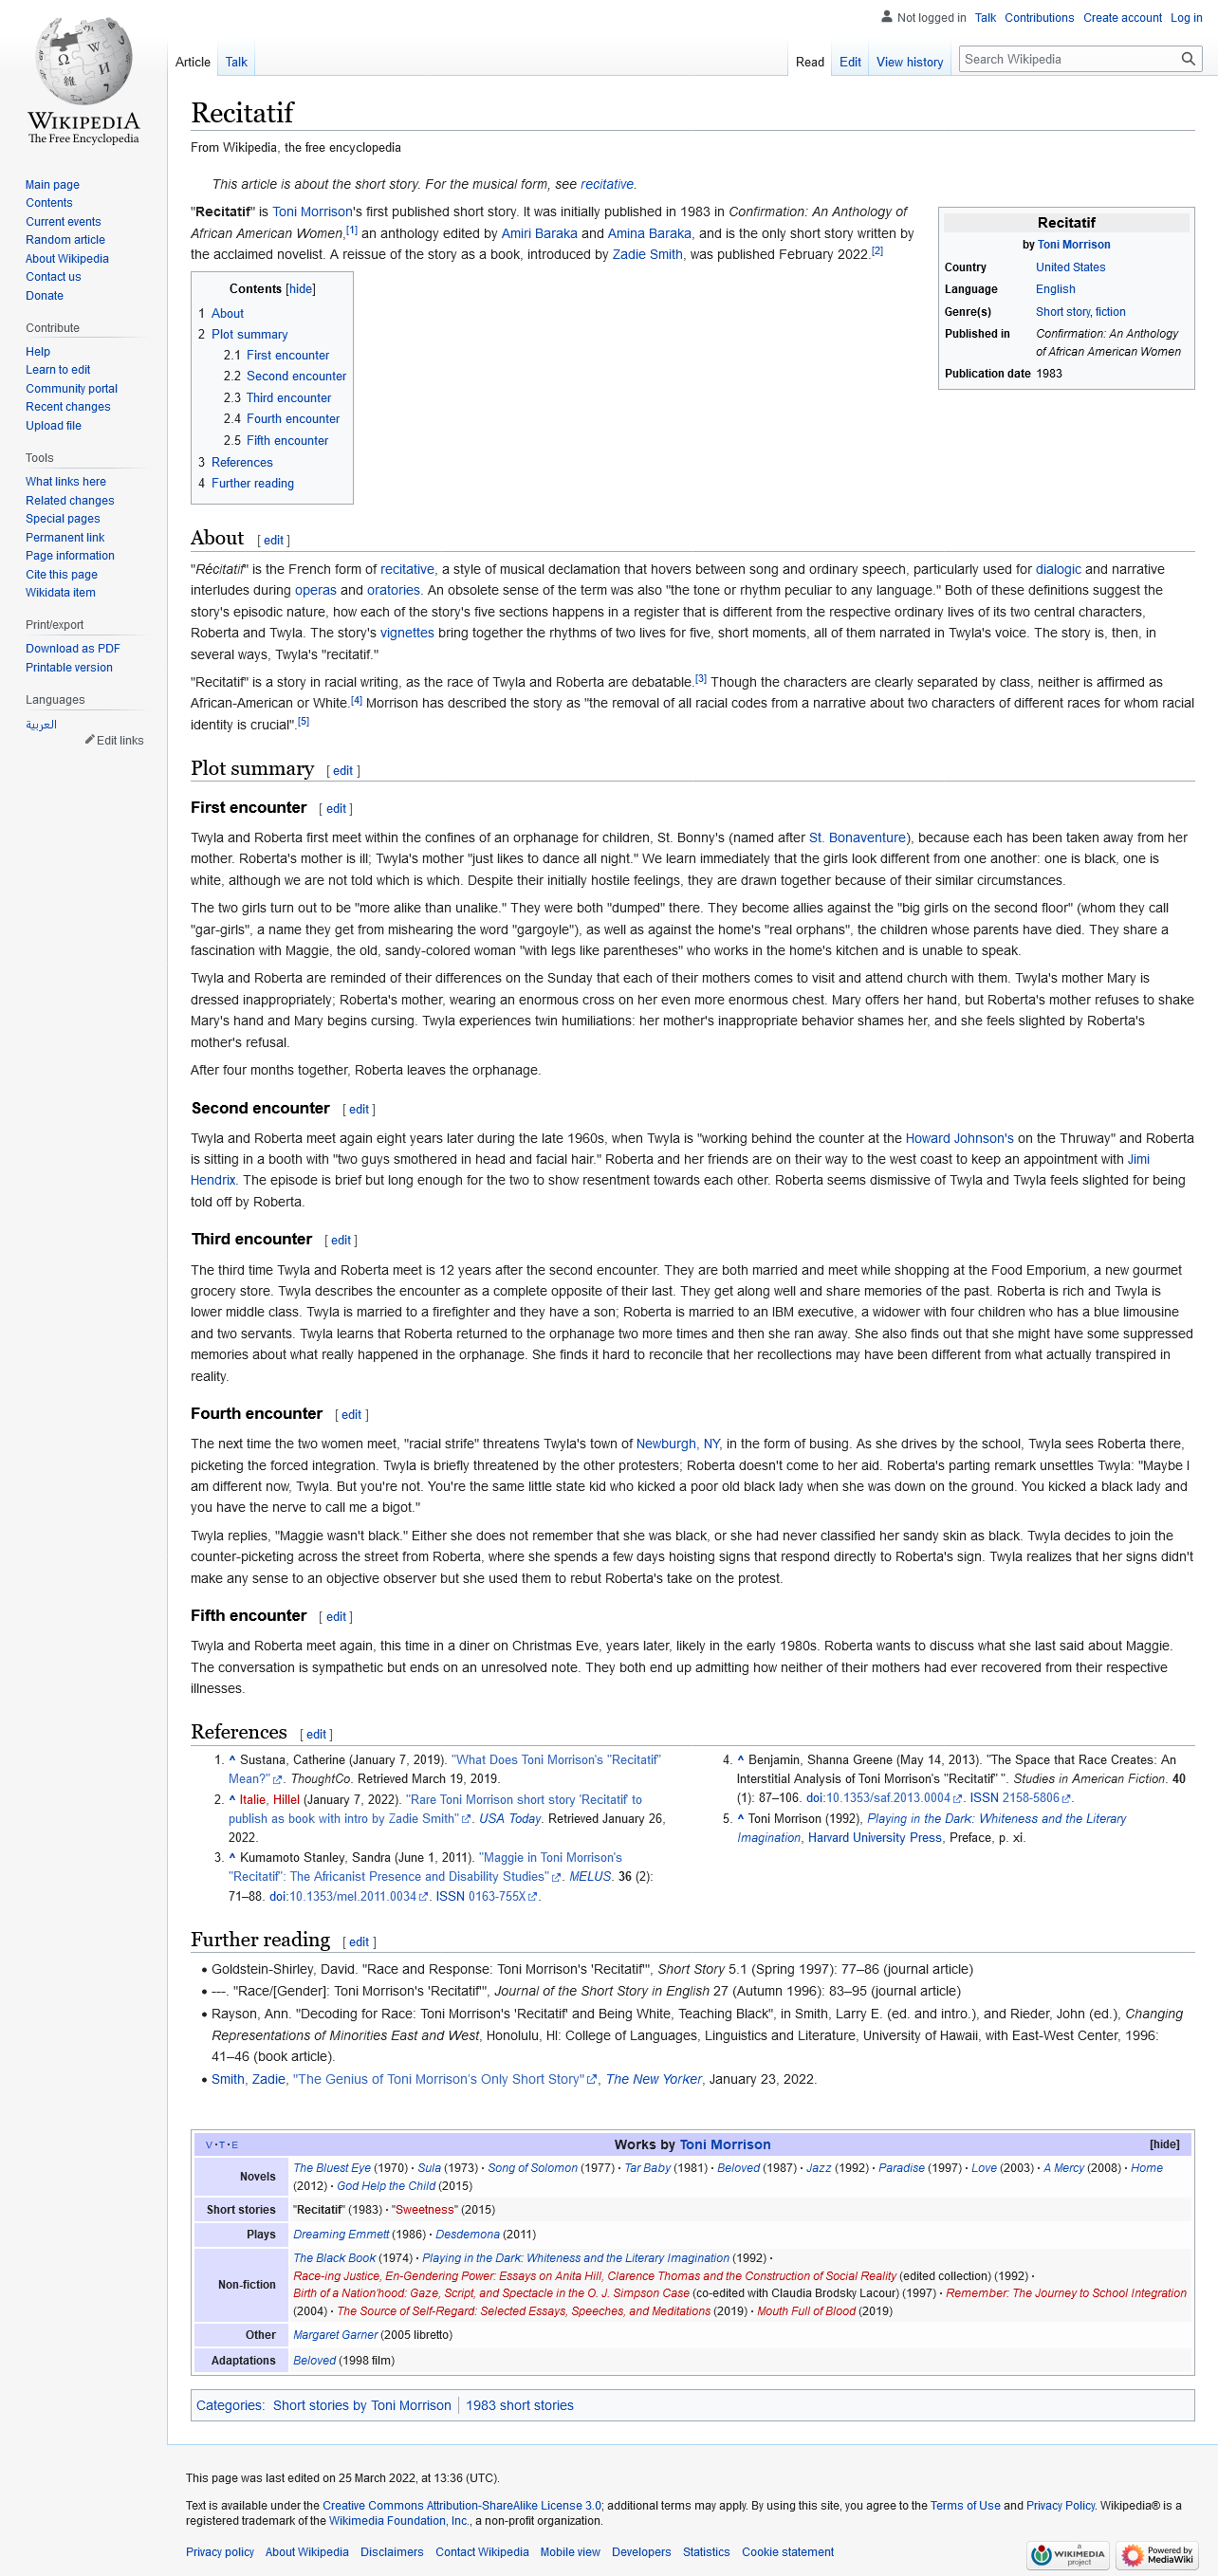 Not logged in Talk Contributions Create account Log in
Article Talk Read Edit View history Search Wikipedia
WIKIPEDIA
The Free Encyclopedia
Main page
Contents
Current events
Random article
About Wikipedia
Contact us
Donate
Contribute
Help
Learn to edit
Community portal
Recent changes
Upload file
Tools
What links here
Related changes
Special pages
Permanent link
Page information
Cite this page
Wikidata item
Print/export
Download as PDF
Printable version
Languages
العربية
Edit links
Recitatif
From Wikipedia, the free encyclopedia
This article is about the short story. For the musical form, see recitative.
"Recitatif" is Toni Morrison's first published short story. It was initially published in 1983 in Confirmation: An Anthology of
African American Women,[1] an anthology edited by Amiri Baraka and Amina Baraka, and is the only short story written by
the acclaimed novelist. A reissue of the story as a book, introduced by Zadie Smith, was published February 2022.[2]
Recitatif
by Toni Morrison
Country United States
Language English
Genre(s) Short story, fiction
Published in Confirmation: An Anthology
of African American Women
Publication date 1983
Contents [hide]
1 About
2 Plot summary
2.1 First encounter
2.2 Second encounter
2.3 Third encounter
2.4 Fourth encounter
2.5 Fifth encounter
3 References
4 Further reading
About [ edit ]
"Récitatif" is the French form of recitative, a style of musical declamation that hovers between song and ordinary speech, particularly used for dialogic and narrative
interludes during operas and oratories. An obsolete sense of the term was also "the tone or rhythm peculiar to any language." Both of these definitions suggest the
story's episodic nature, how each of the story's five sections happens in a register that is different from the respective ordinary lives of its two central characters,
Roberta and Twyla. The story's vignettes bring together the rhythms of two lives for five, short moments, all of them narrated in Twyla's voice. The story is, then, in
several ways, Twyla's "recitatif."
"Recitatif" is a story in racial writing, as the race of Twyla and Roberta are debatable.[3] Though the characters are clearly separated by class, neither is affirmed as
African-American or White.[4] Morrison has described the story as "the removal of all racial codes from a narrative about two characters of different races for whom racial
identity is crucial".[5]
Plot summary [ edit ]
First encounter [ edit ]
Twyla and Roberta first meet within the confines of an orphanage for children, St. Bonny's (named after St. Bonaventure), because each has been taken away from her
mother. Roberta's mother is ill; Twyla's mother "just likes to dance all night." We learn immediately that the girls look different from one another: one is black, one is
white, although we are not told which is which. Despite their initially hostile feelings, they are drawn together because of their similar circumstances.
The two girls turn out to be "more alike than unalike." They were both "dumped" there. They become allies against the "big girls on the second floor" (whom they call
"gar-girls", a name they get from mishearing the word "gargoyle"), as well as against the home's "real orphans", the children whose parents have died. They share a
fascination with Maggie, the old, sandy-colored woman "with legs like parentheses" who works in the home's kitchen and is unable to speak.
Twyla and Roberta are reminded of their differences on the Sunday that each of their mothers comes to visit and attend church with them. Twyla's mother Mary is
dressed inappropriately; Roberta's mother, wearing an enormous cross on her even more enormous chest. Mary offers her hand, but Roberta's mother refuses to shake
Mary's hand and Mary begins cursing. Twyla experiences twin humiliations: her mother's inappropriate behavior shames her, and she feels slighted by Roberta's
mother's refusal.
After four months together, Roberta leaves the orphanage.
Second encounter [ edit ]
Twyla and Roberta meet again eight years later during the late 1960s, when Twyla is "working behind the counter at the Howard Johnson's on the Thruway" and Roberta
is sitting in a booth with "two guys smothered in head and facial hair." Roberta and her friends are on their way to the west coast to keep an appointment with Jimi
Hendrix. The episode is brief but long enough for the two to show resentment towards each other. Roberta seems dismissive of Twyla and Twyla feels slighted for being
told off by Roberta.
Third encounter [ edit ]
The third time Twyla and Roberta meet is 12 years after the second encounter. They are both married and meet while shopping at the Food Emporium, a new gourmet
grocery store. Twyla describes the encounter as a complete opposite of their last. They get along well and share memories of the past. Roberta is rich and Twyla is
lower middle class. Twyla is married to a firefighter and they have a son; Roberta is married to an IBM executive, a widower with four children who has a blue limousine
and two servants. Twyla learns that Roberta returned to the orphanage two more times and then she ran away. She also finds out that she might have some suppressed
memories about what really happened in the orphanage. She finds it hard to reconcile that her recollections may have been different from what actually transpired in
reality.
Fourth encounter [ edit ]
The next time the two women meet, "racial strife" threatens Twyla's town of Newburgh, NY, in the form of busing. As she drives by the school, Twyla sees Roberta there,
picketing the forced integration. Twyla is briefly threatened by the other protesters; Roberta doesn't come to her aid. Roberta's parting remark unsettles Twyla: "Maybe I
am different now, Twyla. But you're not. You're the same little state kid who kicked a poor old black lady when she was down on the ground. You kicked a black lady and
you have the nerve to call me a bigot."
Twyla replies, "Maggie wasn't black." Either she does not remember that she was black, or she had never classified her sandy skin as black. Twyla decides to join the
counter-picketing across the street from Roberta, where she spends a few days hoisting signs that respond directly to Roberta's sign. Twyla realizes that her signs didn't
make any sense to an objective observer but she used them to rebut Roberta's take on the protest.
Fifth encounter [ edit ]
Twyla and Roberta meet again, this time in a diner on Christmas Eve, years later, likely in the early 1980s. Roberta wants to discuss what she last said about Maggie.
The conversation is sympathetic but ends on an unresolved note. They both end up admitting how neither of their mothers had ever recovered from their respective
illnesses.
References [ edit ]
1. ^ Sustana, Catherine (January 7, 2019). "What Does Toni Morrison's "Recitatif"
Mean?". ThoughtCo. Retrieved March 19, 2019.
2. ^ Italie, Hillel (January 7, 2022). "Rare Toni Morrison short story 'Recitatif' to
publish as book with intro by Zadie Smith". USA Today. Retrieved January 26,
2022.
3. ^ Kumamoto Stanley, Sandra (June 1, 2011). "Maggie in Toni Morrison's
"Recitatif": The Africanist Presence and Disability Studies". MELUS. 36 (2):
71–88. doi:10.1353/mel.2011.0034. ISSN 0163-755X.
4. ^ Benjamin, Shanna Greene (May 14, 2013). "The Space that Race Creates: An
Interstitial Analysis of Toni Morrison's "Recitatif" ". Studies in American Fiction. 40
(1): 87–106. doi:10.1353/saf.2013.0004. ISSN 2158-5806.
5. ^ Toni Morrison (1992), Playing in the Dark: Whiteness and the Literary
Imagination, Harvard University Press, Preface, p. xi.
Further reading [ edit ]
• Goldstein-Shirley, David. "Race and Response: Toni Morrison's 'Recitatif'", Short Story 5.1 (Spring 1997): 77–86 (journal article)
• ---. "Race/[Gender]: Toni Morrison's 'Recitatif'", Journal of the Short Story in English 27 (Autumn 1996): 83–95 (journal article)
• Rayson, Ann. "Decoding for Race: Toni Morrison's 'Recitatif' and Being White, Teaching Black", in Smith, Larry E. (ed. and intro.), and Rieder, John (ed.), Changing
Representations of Minorities East and West, Honolulu, HI: College of Languages, Linguistics and Literature, University of Hawaii, with East-West Center, 1996:
41–46 (book article).
• Smith, Zadie, "The Genius of Toni Morrison's Only Short Story", The New Yorker, January 23, 2022.
V · T · E Works by Toni Morrison [hide]
Novels The Bluest Eye (1970) · Sula (1973) · Song of Solomon (1977) · Tar Baby (1981) · Beloved (1987) · Jazz (1992) · Paradise (1997) · Love (2003) · A Mercy (2008) · Home
(2012) · God Help the Child (2015)
Short stories "Recitatif" (1983) · "Sweetness" (2015)
Plays Dreaming Emmett (1986) · Desdemona (2011)
Non-fiction The Black Book (1974) · Playing in the Dark: Whiteness and the Literary Imagination (1992) ·
Race-ing Justice, En-Gendering Power: Essays on Anita Hill, Clarence Thomas and the Construction of Social Reality (edited collection) (1992) ·
Birth of a Nation'hood: Gaze, Script, and Spectacle in the O. J. Simpson Case (co-edited with Claudia Brodsky Lacour) (1997) · Remember: The Journey to School Integration
(2004) · The Source of Self-Regard: Selected Essays, Speeches, and Meditations (2019) · Mouth Full of Blood (2019)
Other Margaret Garner (2005 libretto)
Adaptations Beloved (1998 film)
Categories: Short stories by Toni Morrison | 1983 short stories
This page was last edited on 25 March 2022, at 13:36 (UTC).
Text is available under the Creative Commons Attribution-ShareAlike License 3.0; additional terms may apply. By using this site, you agree to the Terms of Use and Privacy Policy. Wikipedia® is a
registered trademark of the Wikimedia Foundation, Inc., a non-profit organization.
Privacy policy About Wikipedia Disclaimers Contact Wikipedia Mobile view Developers Statistics Cookie statement
a WIKIMEDIA project
Powered by MediaWiki